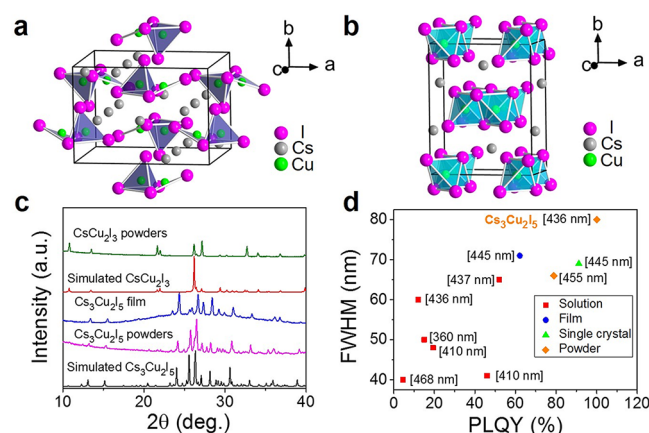 a
b
c
a
I
Cs
Cu
b
b
c
a
I
Cs
Cu
c
CsCu2I3 powders
Simulated CsCu2I3
Cs3Cu2I5 film
Cs3Cu2I5 powders
Simulated Cs3Cu2I5
Intensity (a.u.)
10 15 20 25 30 35 40
2θ (deg.)
d
80
70
60
50
40
FWHM (nm)
Cs3Cu2I5 [436 nm]
[445 nm]
[445 nm]
[437 nm]
[455 nm]
[436 nm]
[360 nm]
[410 nm]
[468 nm]
[410 nm]
Solution
Film
Single crystal
Powder
0 20 40 60 80 100 120
PLQY (%)